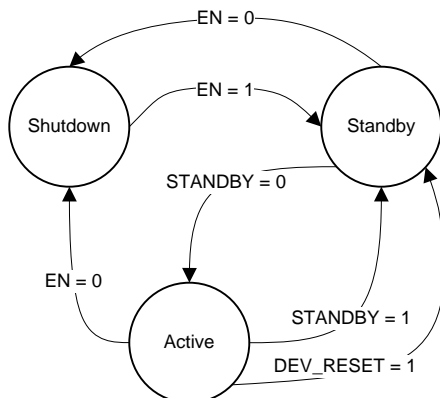 EN = 0
EN = 1
Shutdown
Standby
STANDBY = 0
EN = 0
Active
STANDBY = 1
DEV_RESET = 1